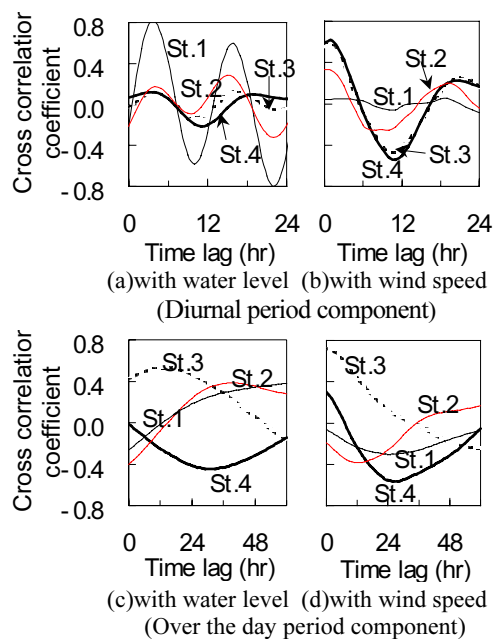 Cross correlatior
coefficient
0.8
0.4
0.0
-0.4
-0.8
St.1
St.2
St.3
St.4
St.2
St.1
St.3
St.4
0 12 24 0 12 24
Time lag (hr) Time lag (hr)
(a)with water level (b)with wind speed
(Diurnal period component)
Cross correlatior
coefficient
0.8
0.4
0.0
-0.4
-0.8
St.3
St.2
St.1
St.4
St.3
St.2
St.1
St.4
0 24 48 0 24 48
Time lag (hr) Time lag (hr)
(c)with water level (d)with wind speed
(Over the day period component)